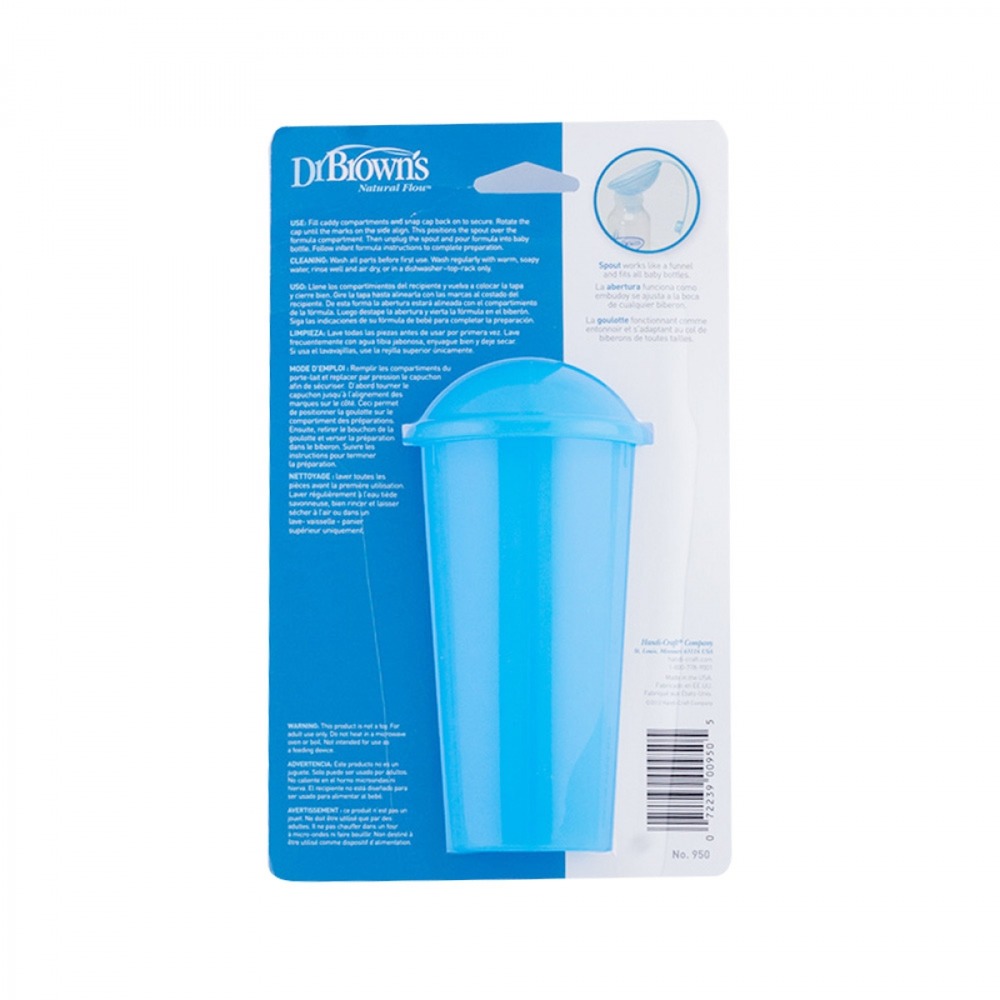 Dr Brown's
Natural Flow™
USE: Fill caddy compartments and snap cap back on to secure. Rotate the
cap until the marks on the side align. This positions the spout over the
formula compartment. Then unplug the spout and pour formula into baby
bottle. Follow infant formula instructions to complete preparation.
CLEANING: Wash all parts before first use. Wash regularly with warm, soapy
water, rinse well and air dry, or in a dishwasher–top-rack only.
USO: Llene los compartimientos del recipiente y vuelva a colocar la tapa
y cierre bien. Gire la tapa hasta alinearla con las marcas al costado del
recipiente. De esta forma la abertura estará alineada con el compartimiento
de la fórmula. Luego destape la abertura y vierta la fórmula en el biberón.
Siga las indicaciones de su fórmula de bebé para completar la preparación.
LIMPIEZA: Lave todas las piezas antes de usar por primera vez. Lave
frecuentemente con agua tibia jabonosa, enjuague bien y deje secar.
Si usa el lavavajillas, use la rejilla superior únicamente.
MODE D'EMPLOI : Remplir les compartiments du
porte-lait et replacer par pression le capuchon
afin de sécuriser. D'abord tourner le
capuchon jusqu'à l'alignement des
marques sur le côté. Ceci permet
de positionner la goulotte sur le
compartiment des préparations.
Ensuite, retirer le bouchon de la
goulotte et verser la préparation
dans le biberon. Suivre les
instructions pour terminer
la préparation.
NETTOYAGE : laver toutes les
pièces avant la première utilisation.
Laver régulièrement à l'eau tiède
savonneuse, bien rincer et laisser
sécher à l'air ou dans un
lave- vaisselle - panier
supérieur uniquement.
WARNING: This product is not a toy. For
adult use only. Do not heat in a microwave
oven or boil. Not intended for use as
a feeding device.
ADVERTENCIA: Este producto no es un
juguete. Solo puede ser usado por adultos.
No caliente en el horno microondas ni
hierva. El recipiente no está diseñado para
ser usado para alimentar al bebé.
AVERTISSEMENT : ce produit n'est pas un
jouet. Ne doit être utilisé que par des
adultes. Il ne pas chauffer dans un four
à micro-ondes ni faire bouillir. Non destiné à
être utilisé comme dispositif d'alimentation.
Spout works like a funnel
and fits all baby bottles.
La abertura funciona como
embudoy se ajusta a la boca
de cualquier biberon.
La goulotte fonctionnant comme
entonnoir et s'adaptant au col de
biberons de toutes tailles.
Handi-Craft® Company
St. Louis, Missouri 63116 USA
handi-craft.com
Made in the USA.
Fabricado en EE.UU.
Fabriqué aux États-Unis.
0 72239 00950 5
No. 950